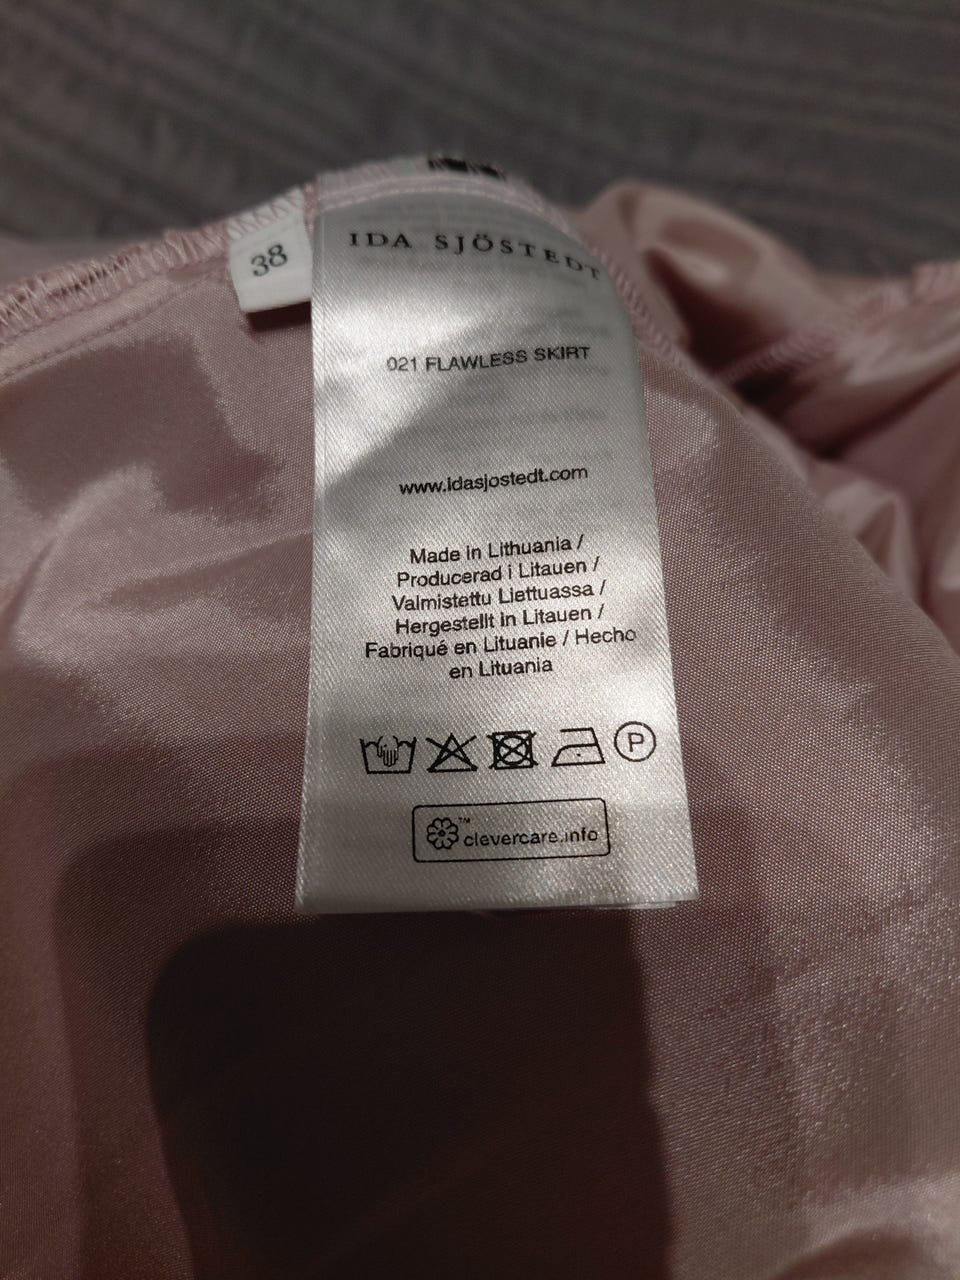 38
IDA SJÖSTEDT
021 FLAWLESS SKIRT
www.idasjostedt.com
Made in Lithuania /
Producerad i Litauen /
Valmistettu Liettuassa /
Hergestellt in Litauen /
Fabriqué en Lituanie / Hecho
en Lituania
P
™
clevercare.info